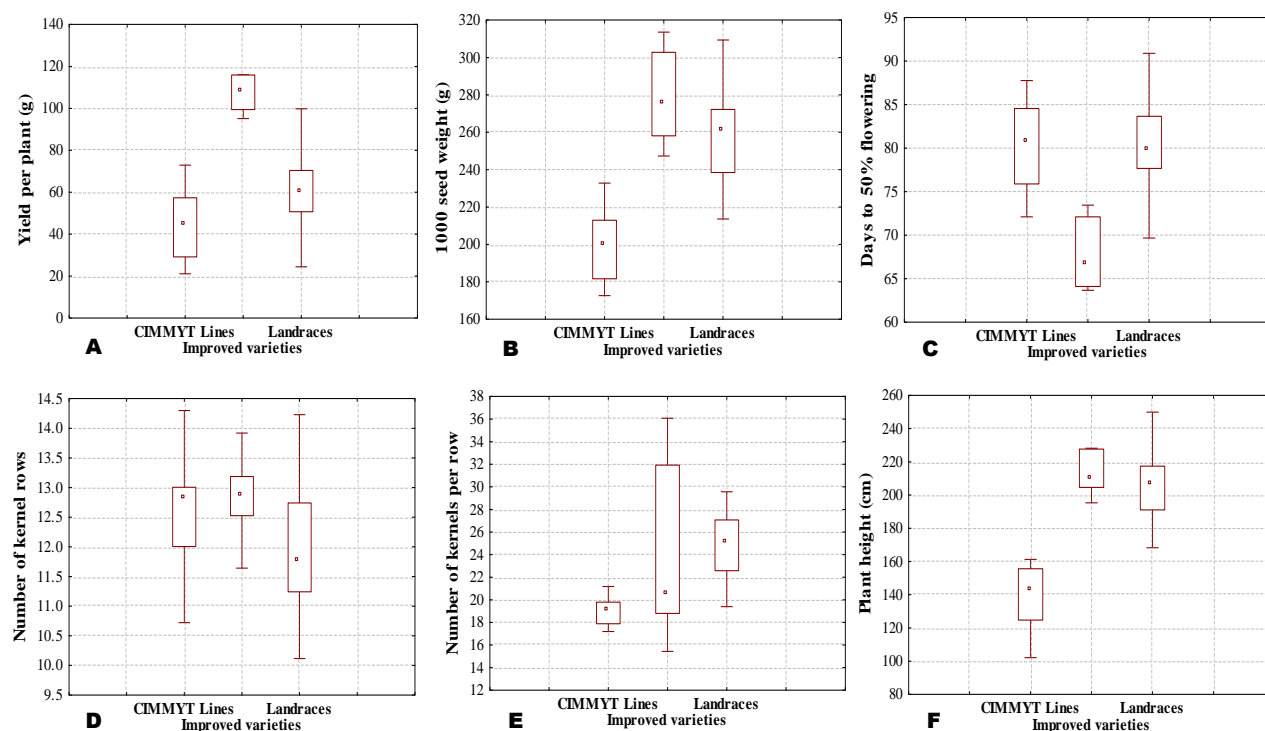 Yield per plant (g)
140
120
100
80
60
40
20
0
CIMMYT Lines Landraces
Improved varieties
A
1000 seed weight (g)
320
300
280
260
240
220
200
180
160
CIMMYT Lines Landraces
Improved varieties
B
Days to 50% flowering
95
90
85
80
75
70
65
60
CIMMYT Lines Landraces
Improved varieties
C
Number of kernel rows
14.5
14.0
13.5
13.0
12.5
12.0
11.5
11.0
10.5
10.0
9.5
CIMMYT Lines Landraces
Improved varieties
D
Number of kernels per row
38
36
34
32
30
28
26
24
22
20
18
16
14
12
CIMMYT Lines Landraces
Improved varieties
E
Plant height (cm)
260
240
220
200
180
160
140
120
100
80
CIMMYT Lines Landraces
Improved varieties
F